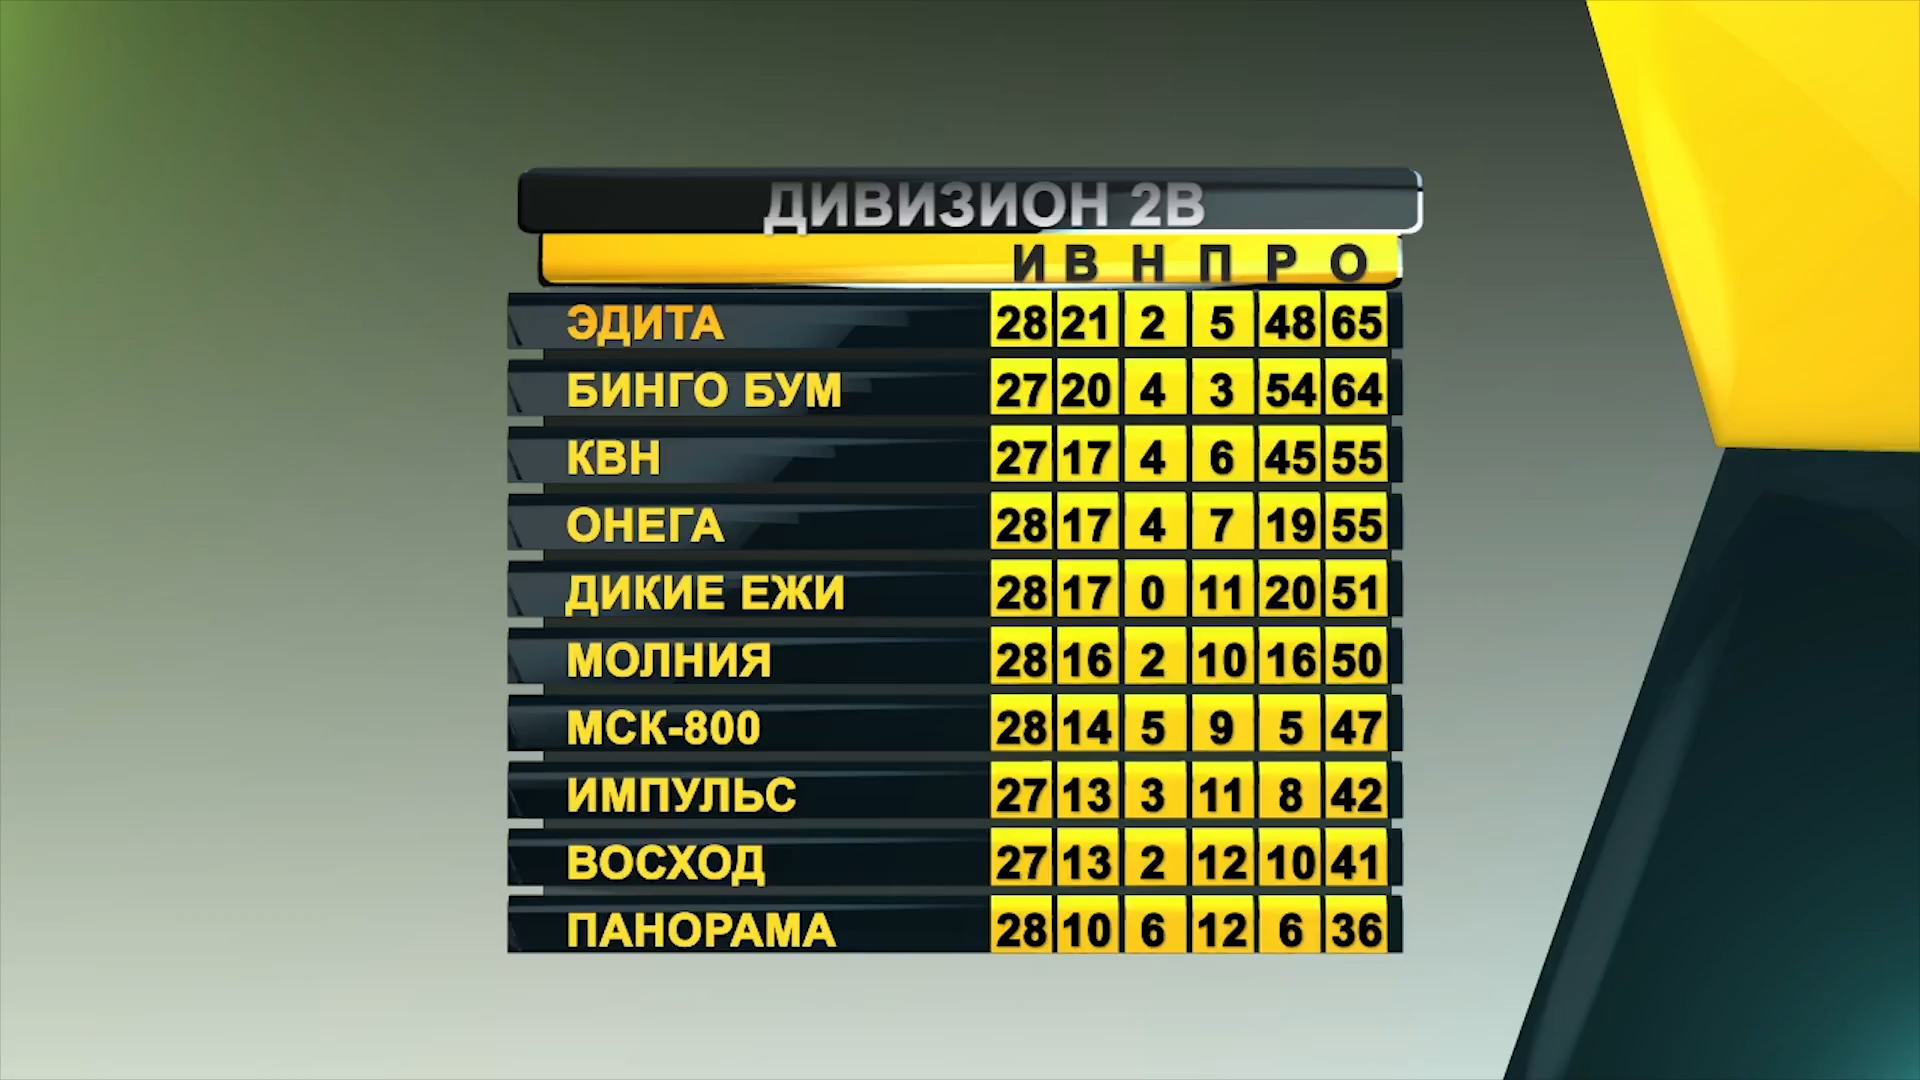 ДИВИЗИОН 2В
И В Н П Р О
ЭДИТА 28 21 2 5 48 65
БИНГО БУМ 27 20 4 3 54 64
КВН 27 17 4 6 45 55
ОНЕГА 28 17 4 7 19 55
ДИКИЕ ЕЖИ 28 17 0 11 20 51
МОЛНИЯ 28 16 2 10 16 50
МСК-800 28 14 5 9 5 47
ИМПУЛЬС 27 13 3 11 8 42
ВОСХОД 27 13 2 12 10 41
ПАНОРАМА 28 10 6 12 6 36